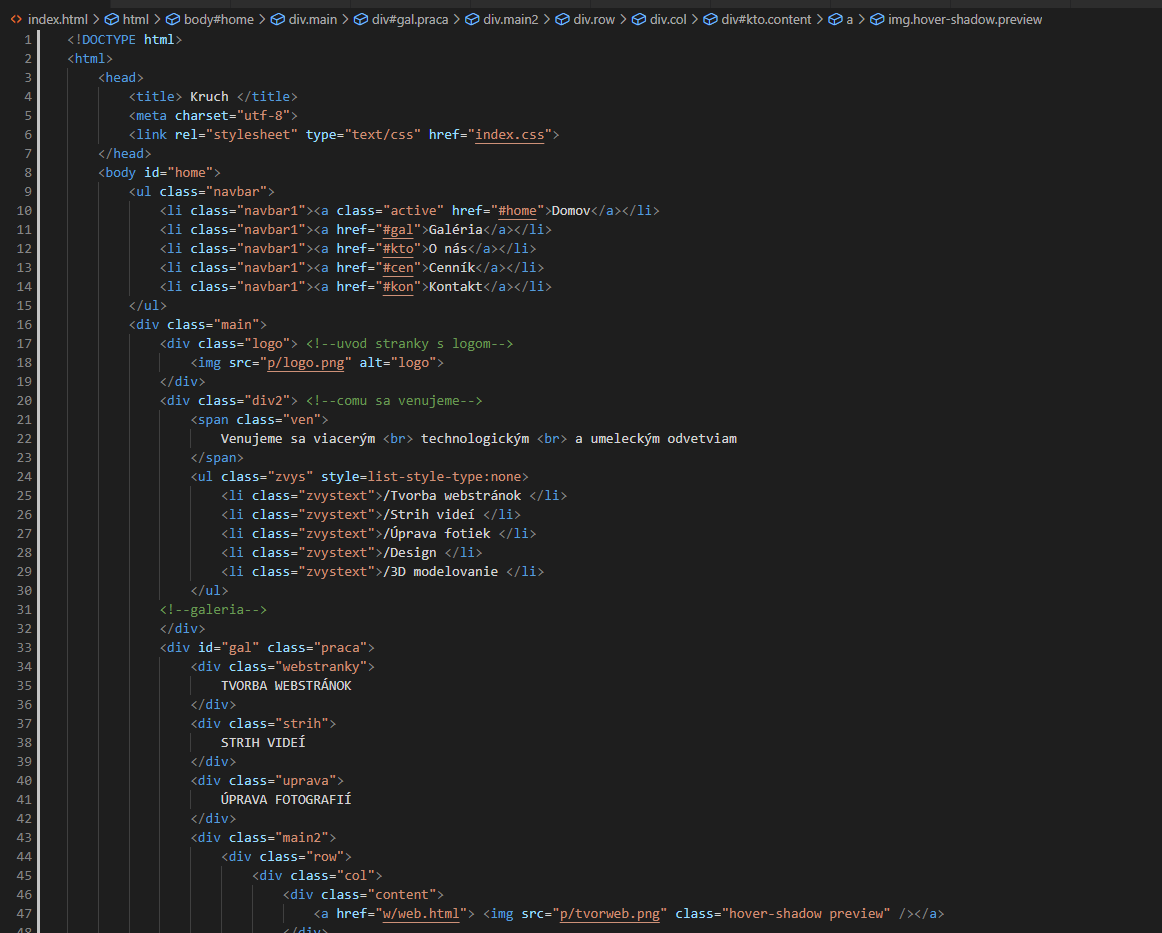 index.html > html > body#home > div.main > div#gal.praca > div.main2 > div.row > div.col > div#kto.content > a > img.hover-shadow.preview
1 <!DOCTYPE html>
2 <html>
3 <head>
4 <title> Kruch </title>
5 <meta charset="utf-8">
6 <link rel="stylesheet" type="text/css" href="index.css">
7 </head>
8 <body id="home">
9 <ul class="navbar">
10 <li class="navbar1"><a class="active" href="#home">Domov</a></li>
11 <li class="navbar1"><a href="#gal">Galéria</a></li>
12 <li class="navbar1"><a href="#kto">O nás</a></li>
13 <li class="navbar1"><a href="#cen">Cenník</a></li>
14 <li class="navbar1"><a href="#kon">Kontakt</a></li>
15 </ul>
16 <div class="main">
17 <div class="logo"> <!--uvod stranky s logom-->
18 <img src="p/logo.png" alt="logo">
19 </div>
20 <div class="div2"> <!--comu sa venujeme-->
21 <span class="ven">
22 Venujeme sa viacerým <br> technologickým <br> a umeleckým odvetviam
23 </span>
24 <ul class="zvys" style=list-style-type:none>
25 <li class="zvystext">/Tvorba webstránok </li>
26 <li class="zvystext">/Strih videí </li>
27 <li class="zvystext">/Úprava fotiek </li>
28 <li class="zvystext">/Design </li>
29 <li class="zvystext">/3D modelovanie </li>
30 </ul>
31 <!--galeria-->
32 </div>
33 <div id="gal" class="praca">
34 <div class="webstranky">
35 TVORBA WEBSTRÁNOK
36 </div>
37 <div class="strih">
38 STRIH VIDEÍ
39 </div>
40 <div class="uprava">
41 ÚPRAVA FOTOGRAFIÍ
42 </div>
43 <div class="main2">
44 <div class="row">
45 <div class="col">
46 <div class="content">
47 <a href="w/web.html"> <img src="p/tvorweb.png" class="hover-shadow preview" /></a>
48 </div>